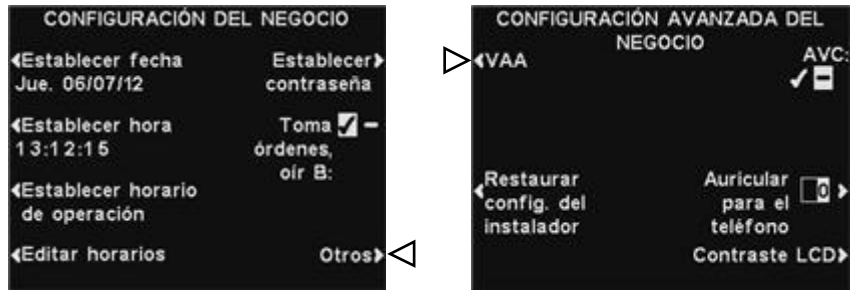 CONFIGURACIÓN DEL NEGOCIO
Establecer fecha
Jue. 06/07/12
Establecer
contraseña
Establecer hora
13:12:15
Toma ✓ –
órdenes,
oír B:
Establecer horario
de operación
Editar horarios
Otros
CONFIGURACIÓN AVANZADA DEL
NEGOCIO
VAA
AVC:
✓ –
Restaurar
config. del
instalador
Auricular
para el
teléfono
0
Contraste LCD